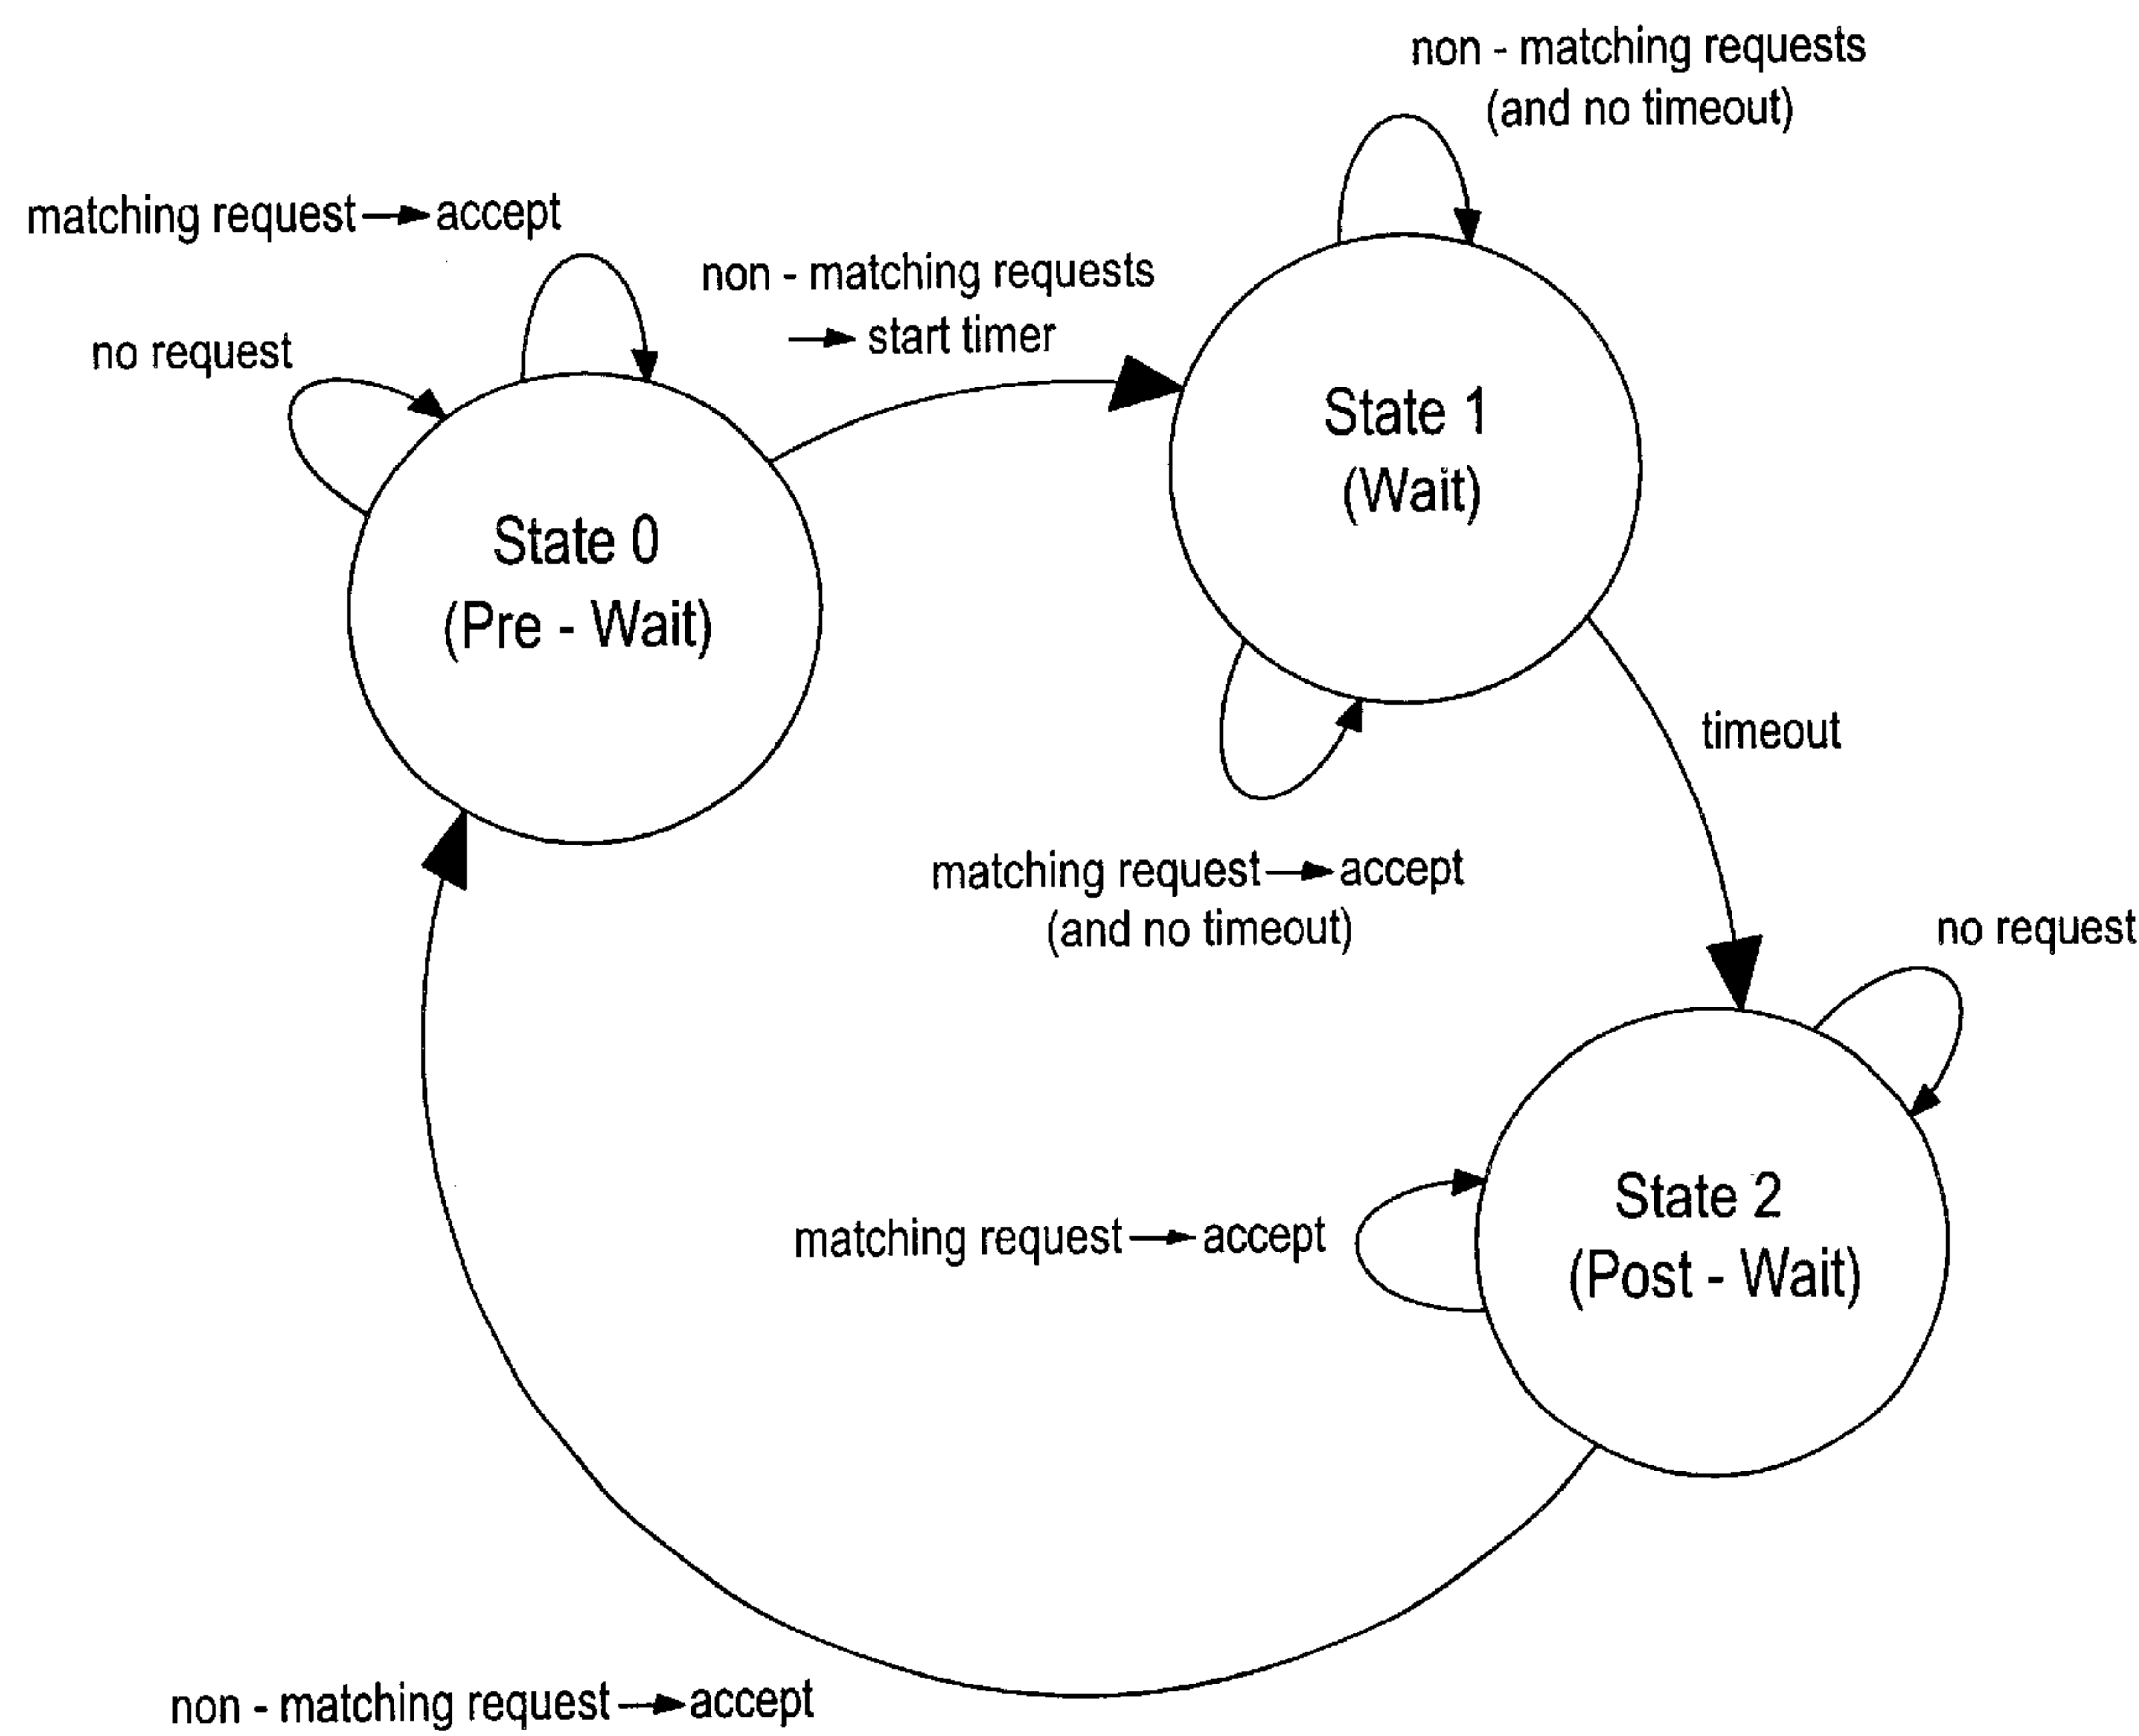 non - matching requests
(and no timeout)
matching request → accept
non - matching requests
→ start timer
no request
State 1
(Wait)
State 0
(Pre - Wait)
timeout
matching request → accept
(and no timeout)
no request
State 2
(Post - Wait)
matching request → accept
non - matching request → accept